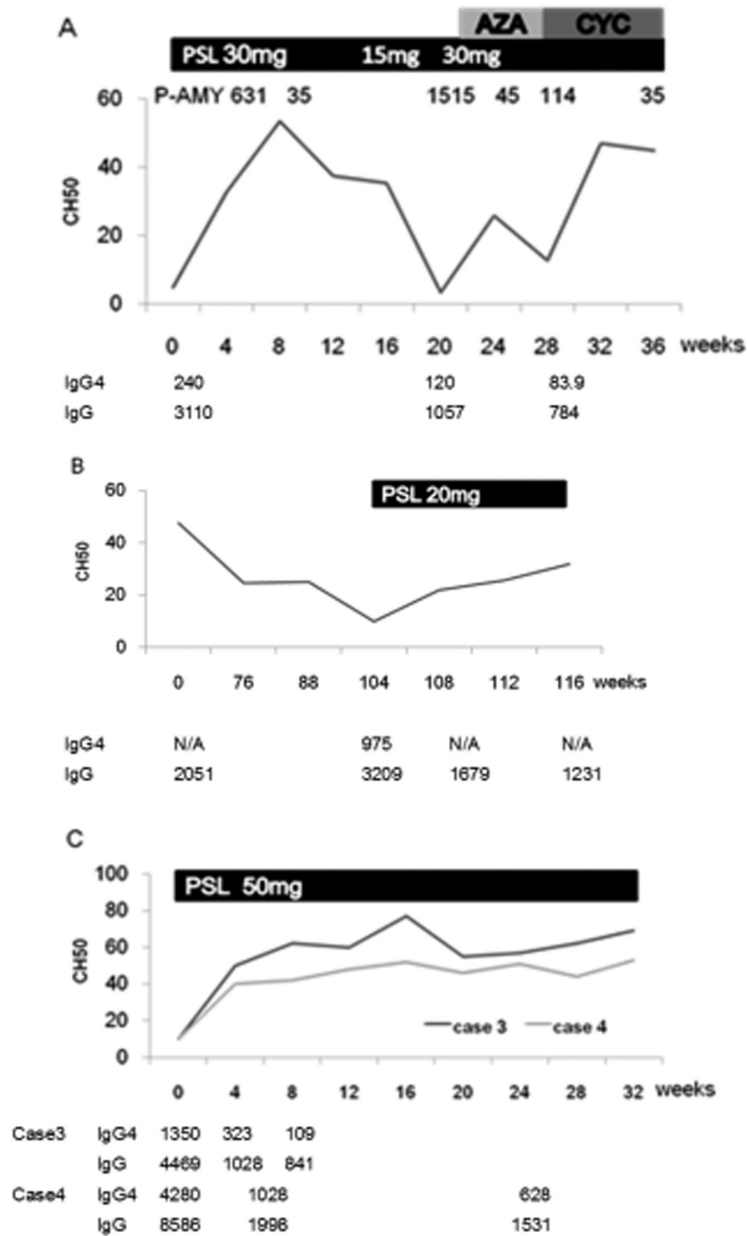 A
AZA CYC
PSL 30mg 15mg 30mg
P-AMY 631 35 1515 45 114 35
60
40
20
0
CH50
0 4 8 12 16 20 24 28 32 36 weeks
IgG4 240 120 83.9
IgG 3110 1057 784
B
PSL 20mg
60
40
20
0
CH50
0 76 88 104 108 112 116 weeks
IgG4 N/A 975 N/A N/A
IgG 2051 3209 1679 1231
C
PSL 50mg
100
80
60
40
20
0
CH50
case 3 case 4
0 4 8 12 16 20 24 28 32 weeks
Case3 IgG4 1350 323 109
IgG 4469 1028 841
Case4 IgG4 4280 1028 628
IgG 8586 1998 1531